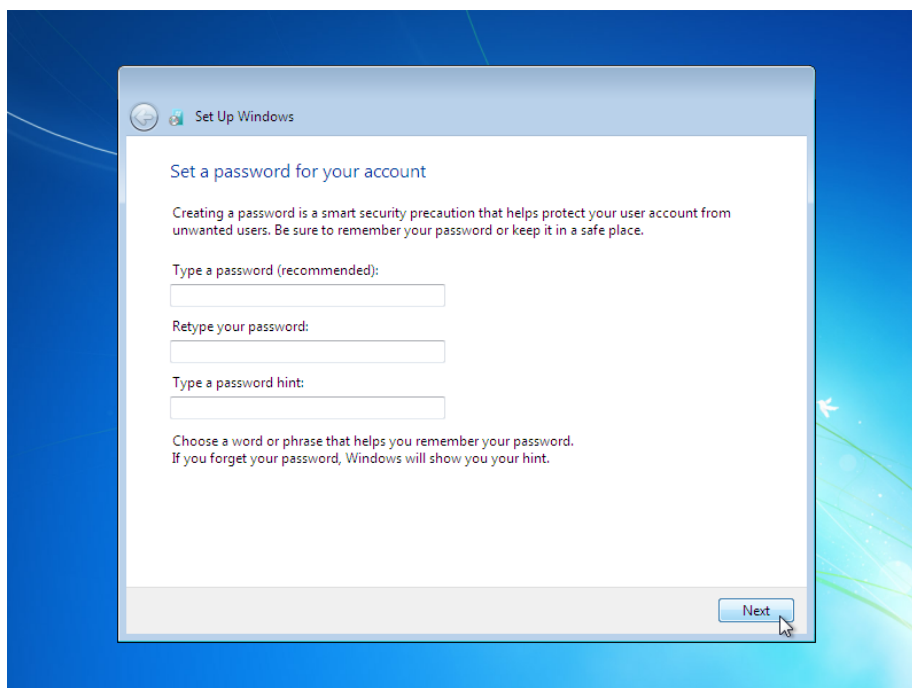 Set Up Windows
Set a password for your account
Creating a password is a smart security precaution that helps protect your user account from
unwanted users. Be sure to remember your password or keep it in a safe place.
Type a password (recommended):
Retype your password:
Type a password hint:
Choose a word or phrase that helps you remember your password.
If you forget your password, Windows will show you your hint.
Next